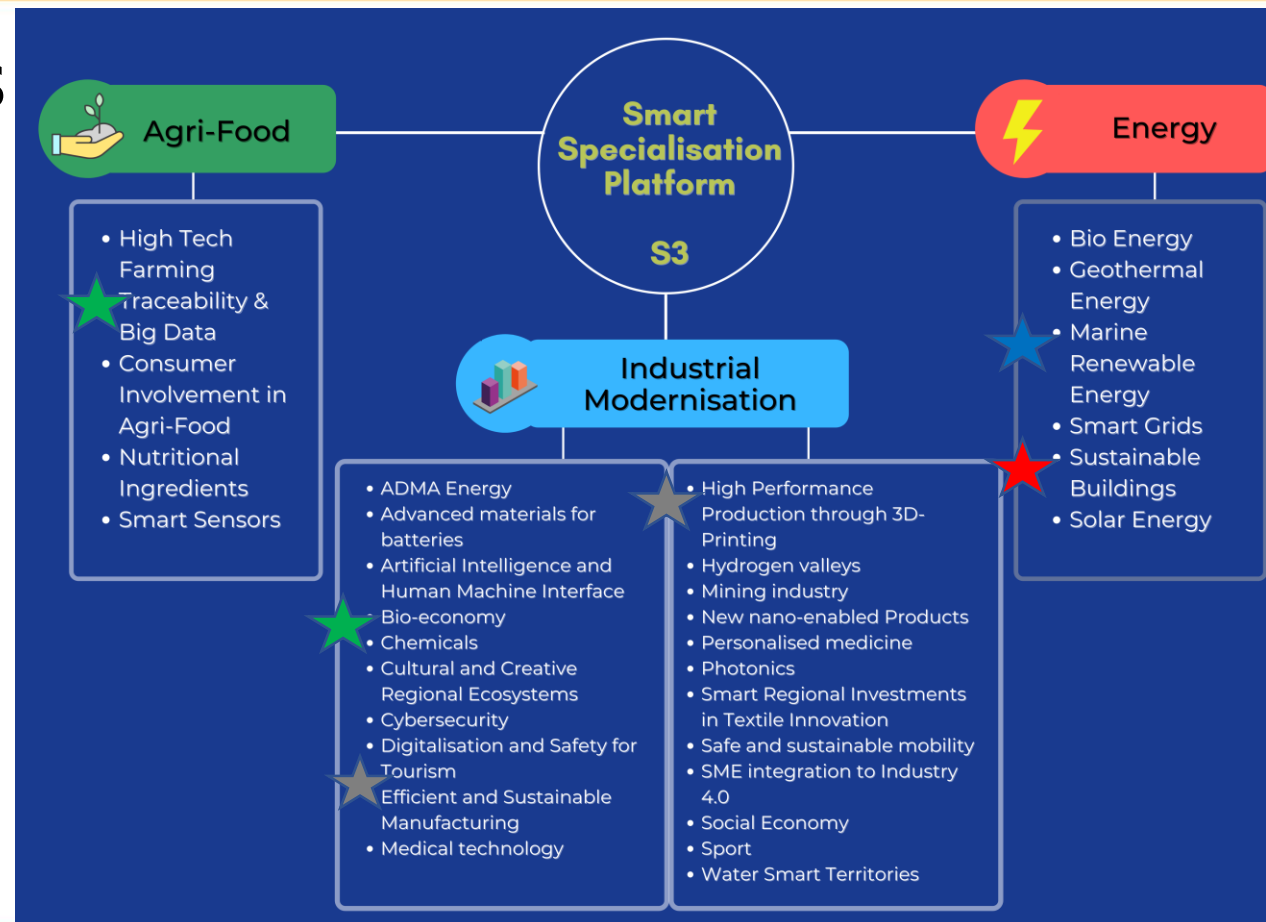 Smart
Specialisation
Platform
S3
Agri-Food
• High Tech
Farming
Traceability &
Big Data
• Consumer
Involvement in
Agri-Food
• Nutritional
Ingredients
• Smart Sensors
Industrial
Modernisation
• ADMA Energy
• Advanced materials for
batteries
• Artificial Intelligence and
Human Machine Interface
• Bio-economy
• Chemicals
• Cultural and Creative
Regional Ecosystems
• Cybersecurity
• Digitalisation and Safety for
Tourism
Efficient and Sustainable
Manufacturing
• Medical technology
• High Performance
Production through 3D-
Printing
• Hydrogen valleys
• Mining industry
• New nano-enabled Products
• Personalised medicine
• Photonics
• Smart Regional Investments
in Textile Innovation
• Safe and sustainable mobility
• SME integration to Industry
4.0
• Social Economy
• Sport
• Water Smart Territories
Energy
• Bio Energy
• Geothermal
Energy
• Marine
Renewable
Energy
• Smart Grids
• Sustainable
Buildings
• Solar Energy